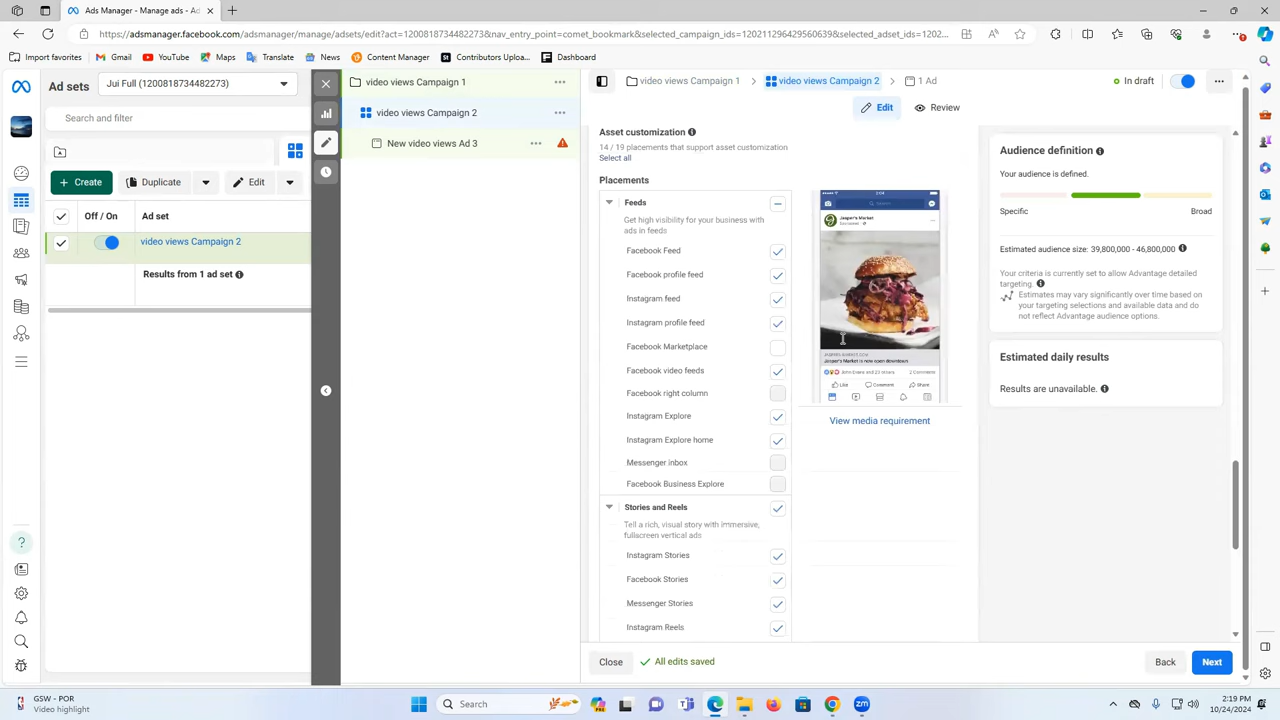 Ads Manager - Manage ads - Ad
https://adsmanager.facebook.com/adsmanager/manage/adsets/edit?act=1200818734482273&nav_entry_point=comet_bookmark&selected_campaign_ids=120211296429560639&selected_adset_ids=1202...
Import favorites
Gmail
YouTube
Maps
Translate
News
Content Manager
Contributors sets...
Dashboard
Ad sets
Jui Full (1200818734482273)
Search and filter
Create
Duplicate
Edit
Off / On
Ad set
video views Campaign 2
Results from 1 ad set
video views Campaign 1
video views Campaign 2
New video views Ad 3
video views Campaign 1
video views Campaign 2
1 Ad
In draft
Edit
Review
Asset customization
14 / 19 placements that support asset customization
Select all
Placements
Feeds
Get high visibility for your business with
ads in feeds
Facebook Feed
Facebook profile feed
Instagram feed
Instagram profile feed
Facebook Marketplace
Facebook video feeds
Facebook right column
Instagram Explore
Instagram Explore home
Messenger inbox
Facebook Business Explore
Stories and Reels
Tell a rich, visual story with immersive,
fullscreen vertical ads
Instagram Stories
Facebook Stories
Messenger Stories
Instagram Reels
Search
Jasper's Market
Jasper's Market is now open downtown.
2 Comments
Like
Comment
Share
View media requirement
Audience definition
Your audience is defined.
Specific
Broad
Estimated audience size: 39,800,000 - 46,800,000
Your criteria is currently set to allow Advantage detailed
targeting.
Estimates may vary significantly over time based on
your targeting selections and available data and do
not reflect Advantage audience options.
Estimated daily results
Results are unavailable.
Close
All edits saved
Back
Next
GSW - POR
Video highlight
Search
2:19 PM
10/24/2024